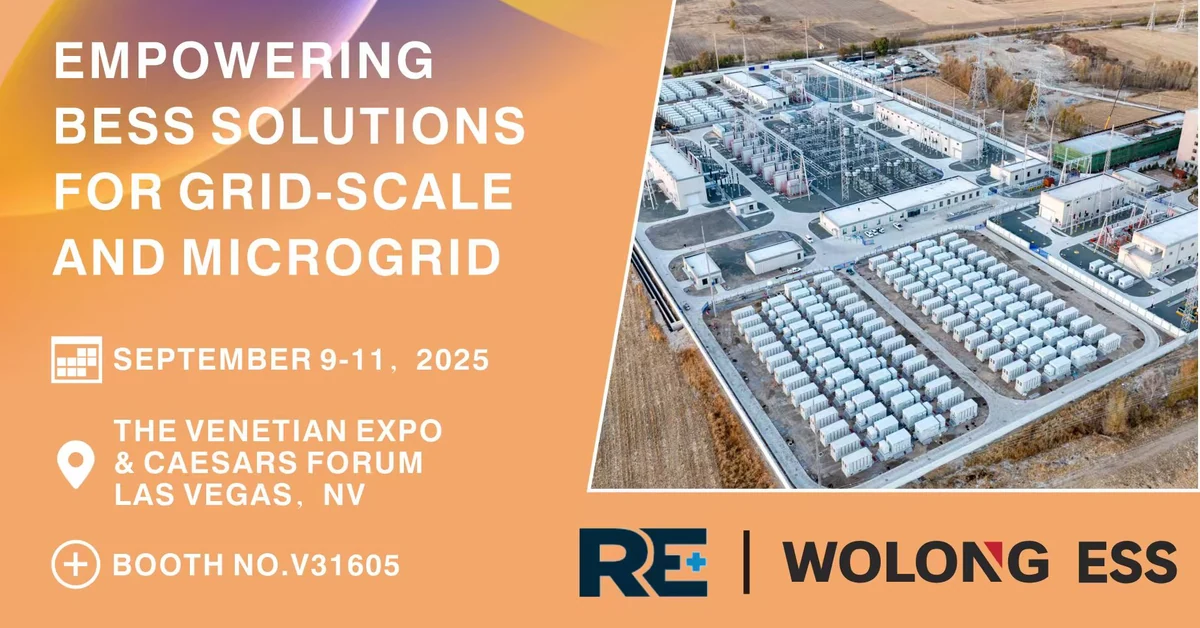 EMPOWERING
BESS SOLUTIONS
FOR GRID-SCALE
AND MICROGRID
SEPTEMBER 9-11, 2025
THE VENETIAN EXPO
& CAESARS FORUM
LAS VEGAS, NV
BOOTH NO.V31605
RE+ | WOLONG ESS